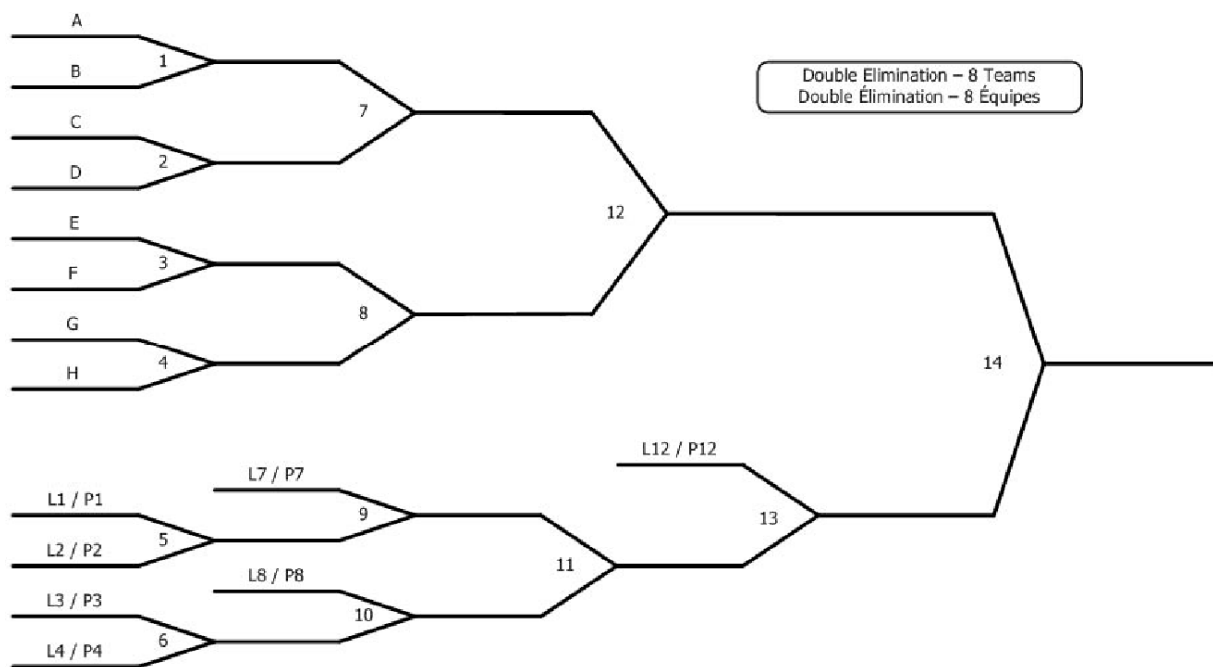 A
1
B
7
C
2
D
Double Elimination – 8 Teams
Double Élimination – 8 Équipes
12
E
3
F
8
G
4
H
14
L12 / P12
L7 / P7
L1 / P1
9
13
5
L2 / P2
11
L8 / P8
L3 / P3
10
6
L4 / P4